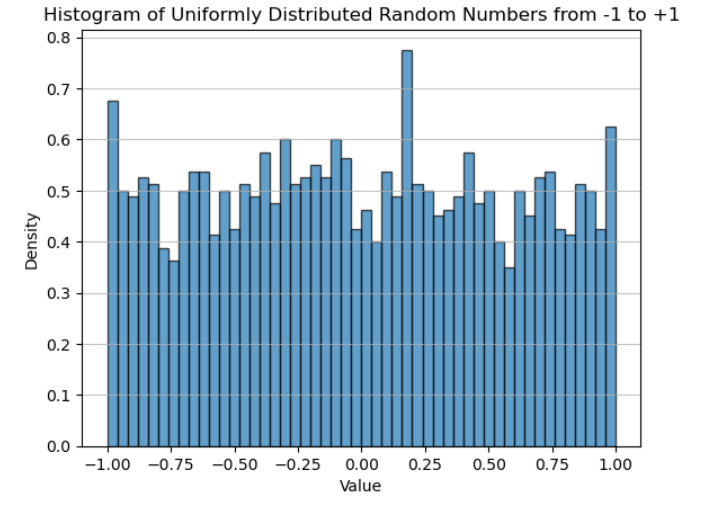 Histogram of Uniformly Distributed Random Numbers from -1 to +1
0.8
0.7
0.6
0.5
0.4
0.3
0.2
0.1
0.0
Density
−1.00 −0.75 −0.50 −0.25 0.00 0.25 0.50 0.75 1.00
Value